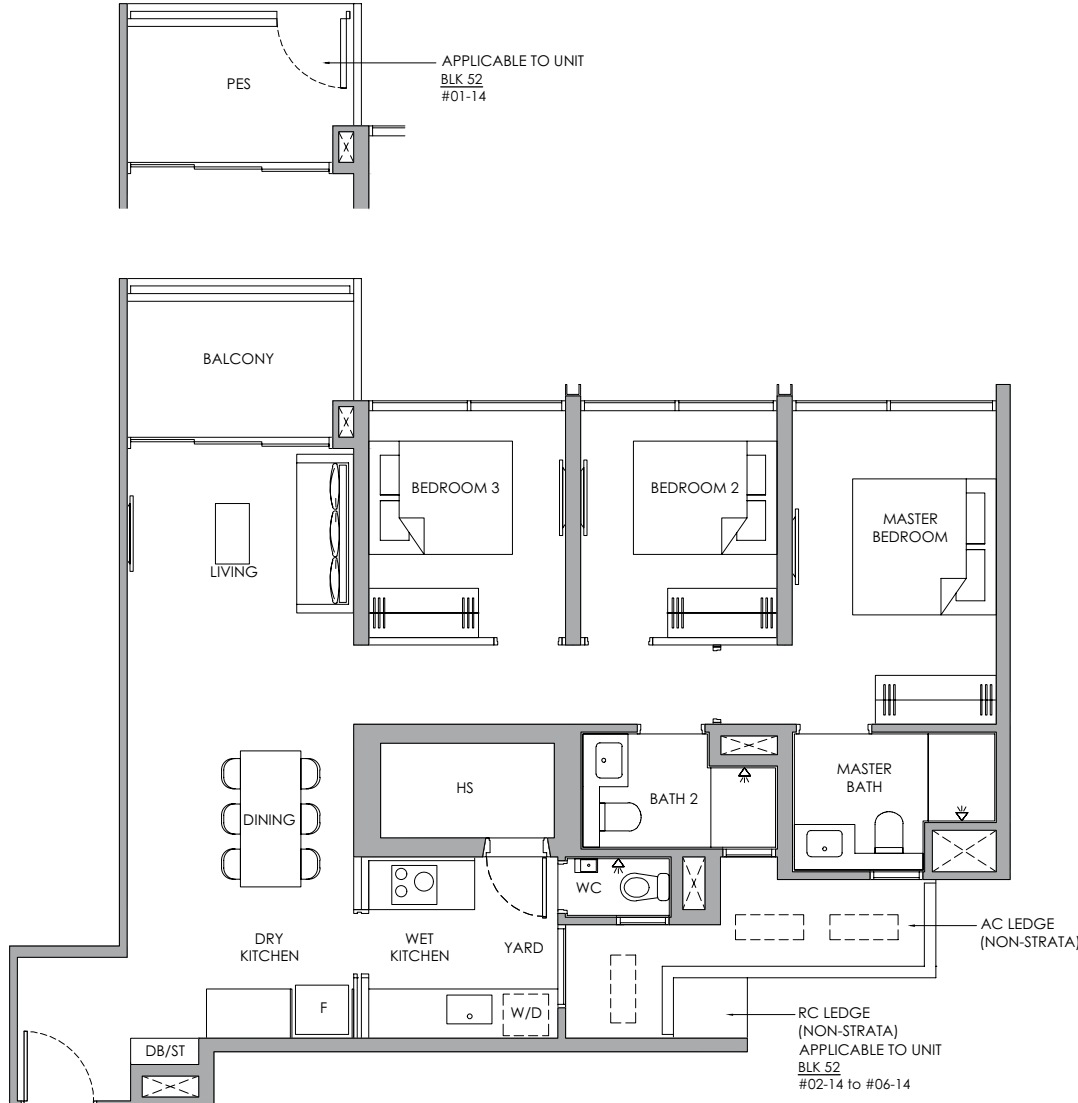 APPLICABLE TO UNIT
BLK 52
#01-14
PES
BALCONY
BEDROOM 3
BEDROOM 2
MASTER
BEDROOM
LIVING
HS
BATH 2
MASTER
BATH
DINING
WC
DRY
KITCHEN
WET
KITCHEN
YARD
AC LEDGE
(NON-STRATA)
F
W/D
RC LEDGE
(NON-STRATA)
APPLICABLE TO UNIT
BLK 52
#02-14 to #06-14
DB/ST